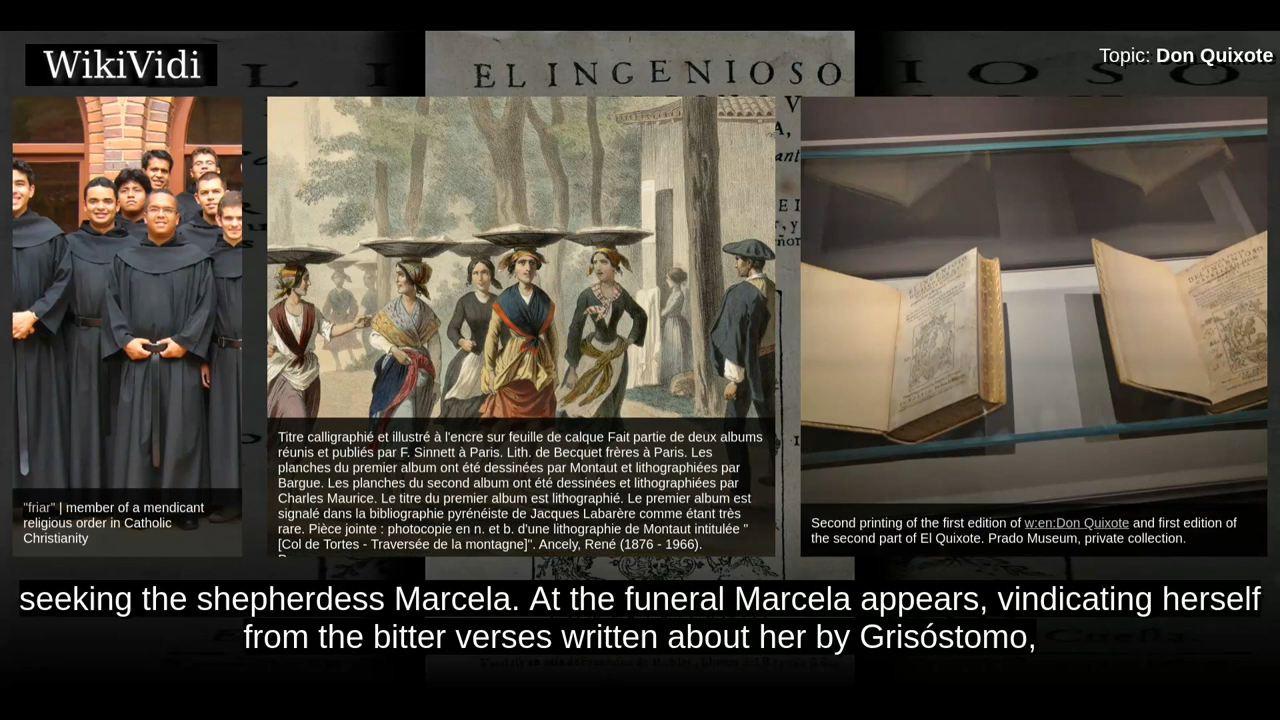 WikiVidi
Topic: Don Quixote
EL INGENIOSO
"friar" | member of a mendicant
religious order in Catholic
Christianity
Titre calligraphié et illustré à l'encre sur feuille de calque Fait partie de deux albums
réunis et publiés par F. Sinnett à Paris. Lith. de Becquet frères à Paris. Les
planches du premier album ont été dessinées par Montaut et lithographiées par
Bargue. Les planches du second album ont été dessinées et lithographiées par
Charles Maurice. Le titre du premier album est lithographié. Le premier album est
signalé dans la bibliographie pyrénéiste de Jacques Labarère comme étant très
rare. Pièce jointe : photocopie en n. et b. d'une lithographie de Montaut intitulée "
[Col de Tortes - Traversée de la montagne]". Ancely, René (1876 - 1966).
Second printing of the first edition of w:en:Don Quixote and first edition of
the second part of El Quixote. Prado Museum, private collection.
seeking the shepherdess Marcela. At the funeral Marcela appears, vindicating herself
from the bitter verses written about her by Grisóstomo,